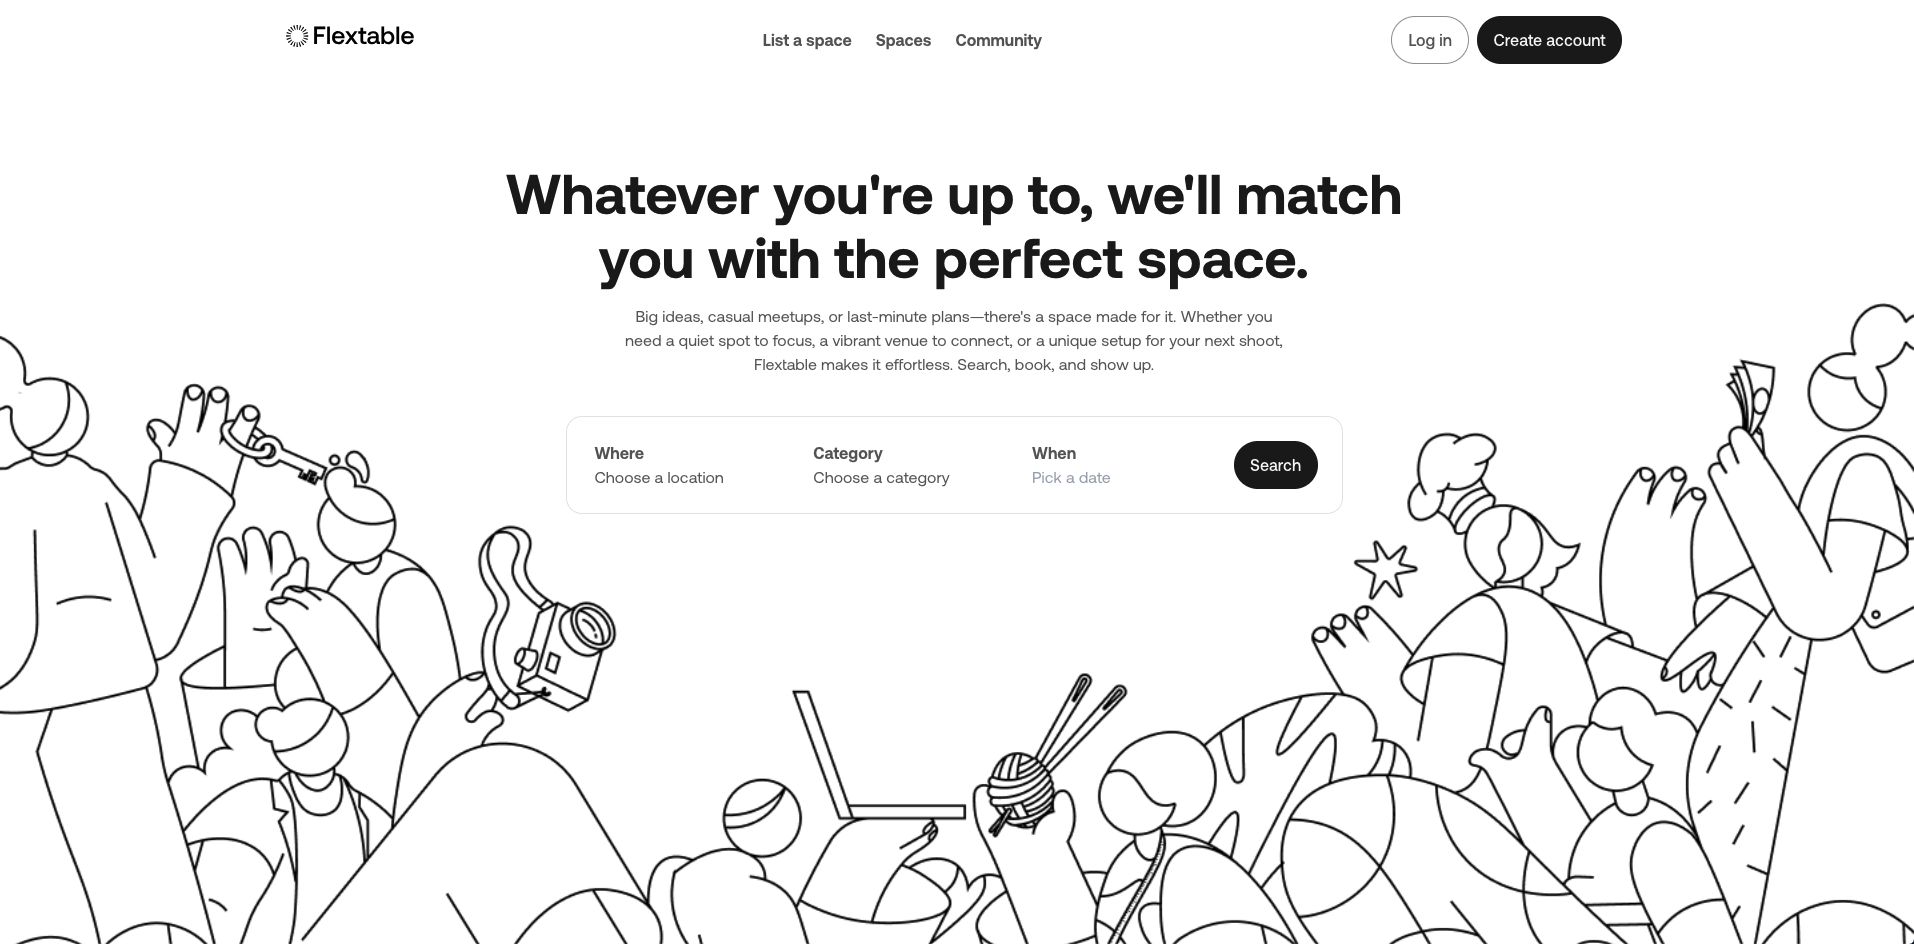 Flextable
List a space
Spaces
Community
Log in
Create account
Whatever you're up to, we'll match
you with the perfect space.
Big ideas, casual meetups, or last-minute plans—there's a space made for it. Whether you
need a quiet spot to focus, a vibrant venue to connect, or a unique setup for your next shoot,
Flextable makes it effortless. Search, book, and show up.
Where
Choose a location
Category
Choose a category
When
Pick a date
Search